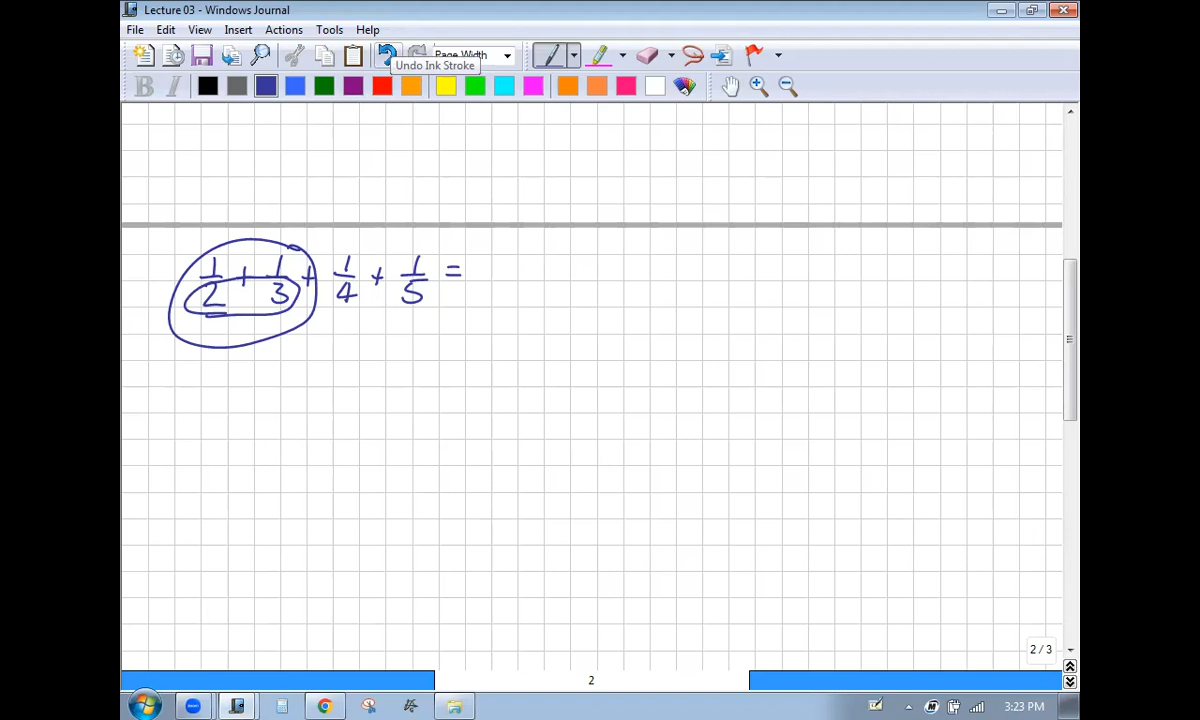 Lecture 03 - Windows Journal
File Edit View Insert Actions Tools Help
Page Width
Undo Ink Stroke
B I
1/2 + 1/3 + 1/4 + 1/5 =
2 / 3
2
3:23 PM